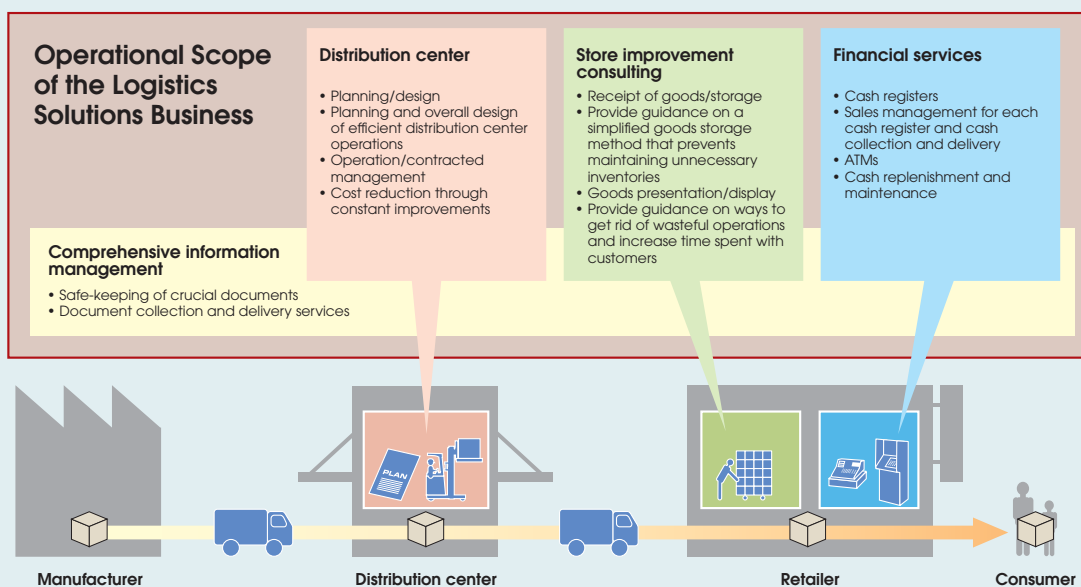 Operational Scope
of the Logistics
Solutions Business
Distribution center
• Planning/design
• Planning and overall design
of efficient distribution center
operations
• Operation/contracted
management
• Cost reduction through
constant improvements
Store improvement
consulting
• Receipt of goods/storage
• Provide guidance on a
simplified goods storage
method that prevents
maintaining unnecessary
inventories
• Goods presentation/display
• Provide guidance on ways to
get rid of wasteful operations
and increase time spent with
customers
Financial services
• Cash registers
• Sales management for each
cash register and cash
collection and delivery
• ATMs
• Cash replenishment and
maintenance
Comprehensive information
management
• Safe-keeping of crucial documents
• Document collection and delivery services
PLAN
Manufacturer
Distribution center
Retailer
Consumer